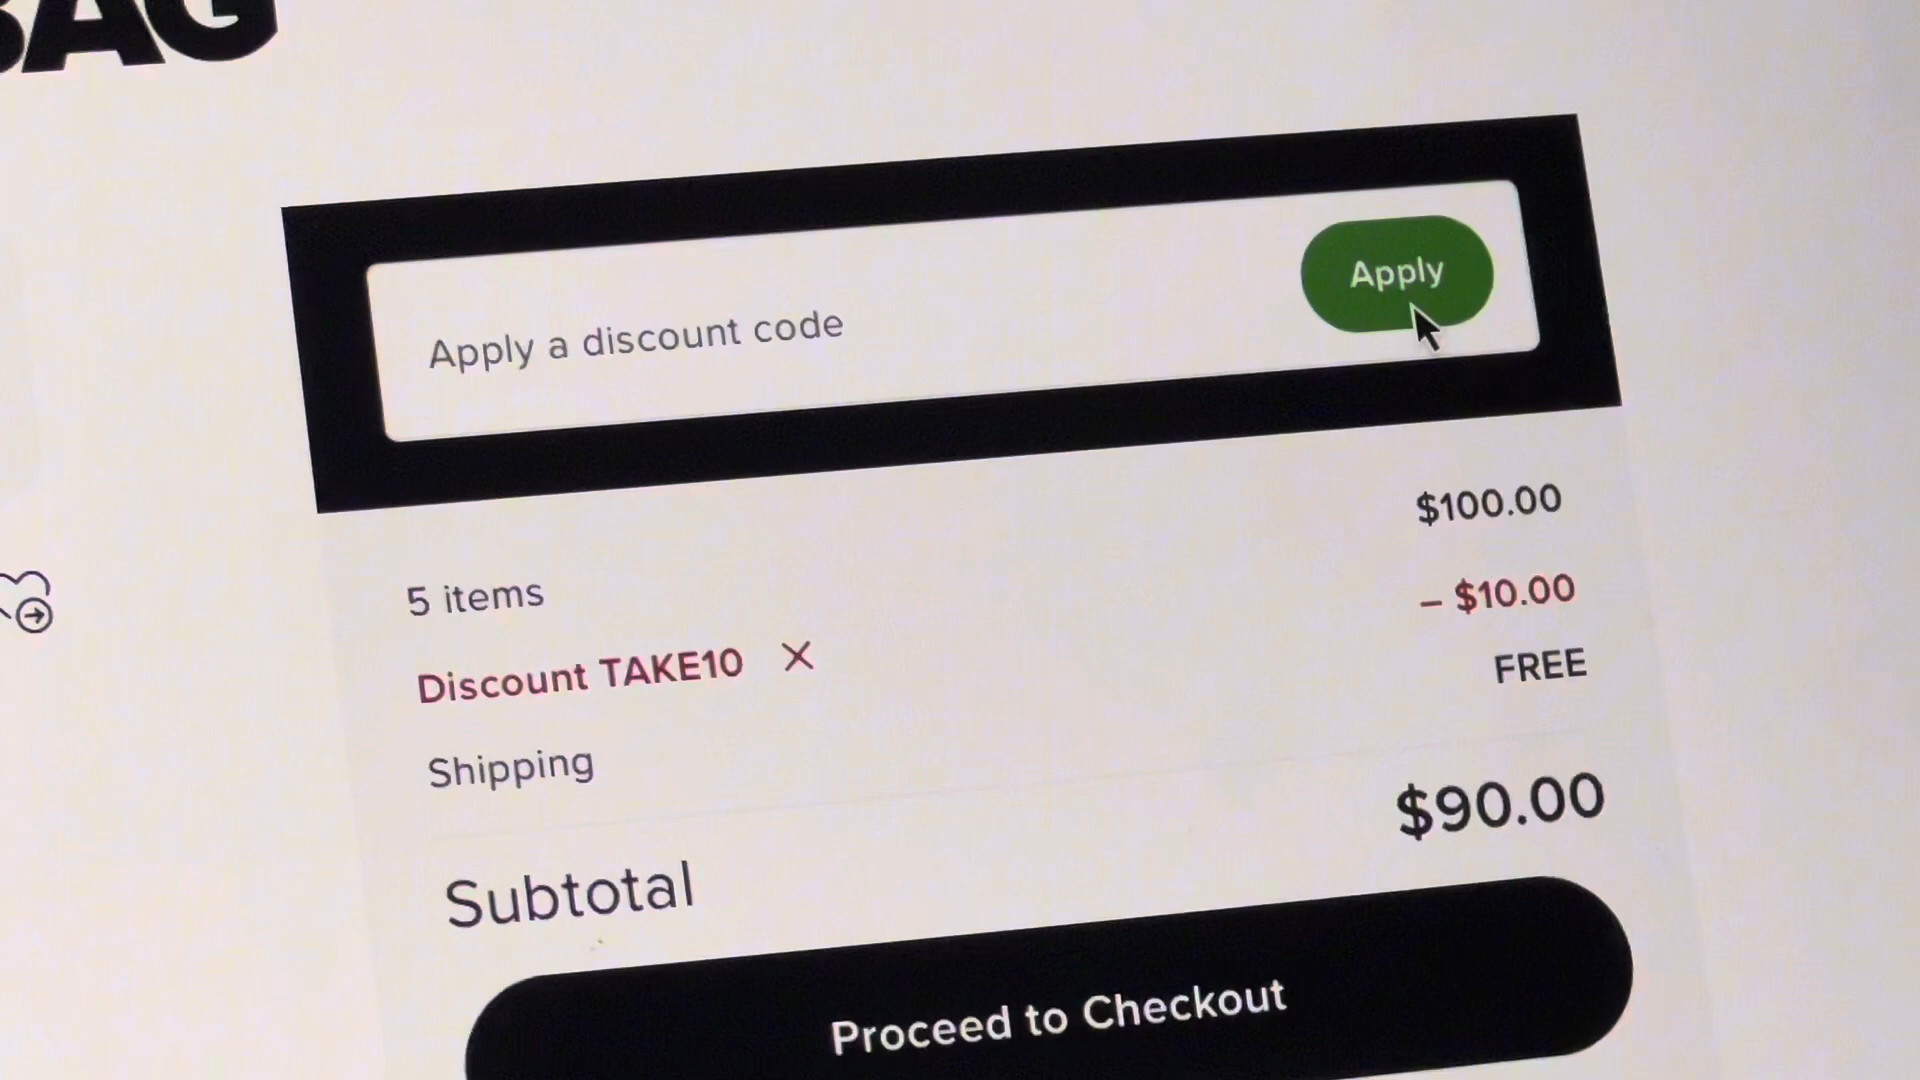 BAG
Apply a discount code Apply
5 items $100.00
Discount TAKE10 – $10.00
Shipping FREE
Subtotal $90.00
Proceed to Checkout